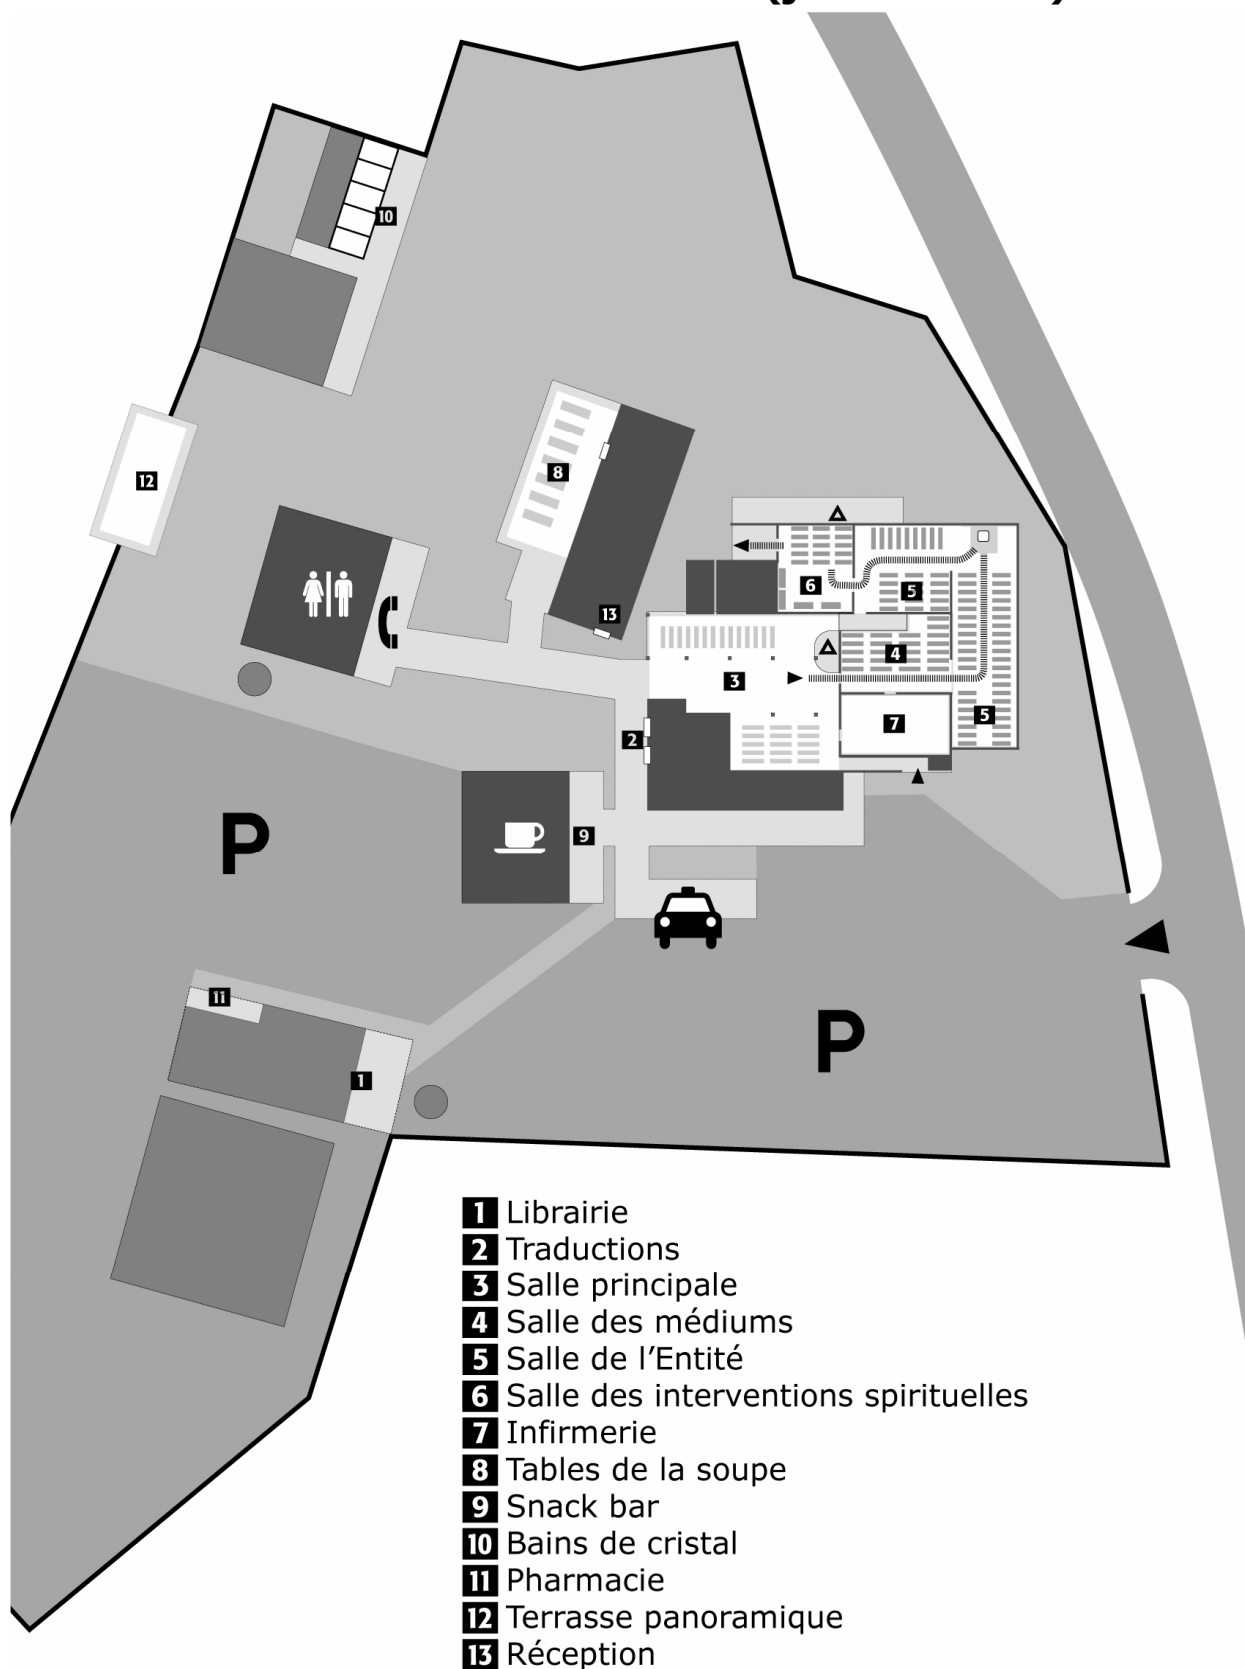 10
12
8
13
6
5
4
3
5
7
2
9
P
11
P
1
1 Librairie
2 Traductions
3 Salle principale
4 Salle des médiums
5 Salle de l’Entité
6 Salle des interventions spirituelles
7 Infirmerie
8 Tables de la soupe
9 Snack bar
10 Bains de cristal
11 Pharmacie
12 Terrasse panoramique
13 Réception